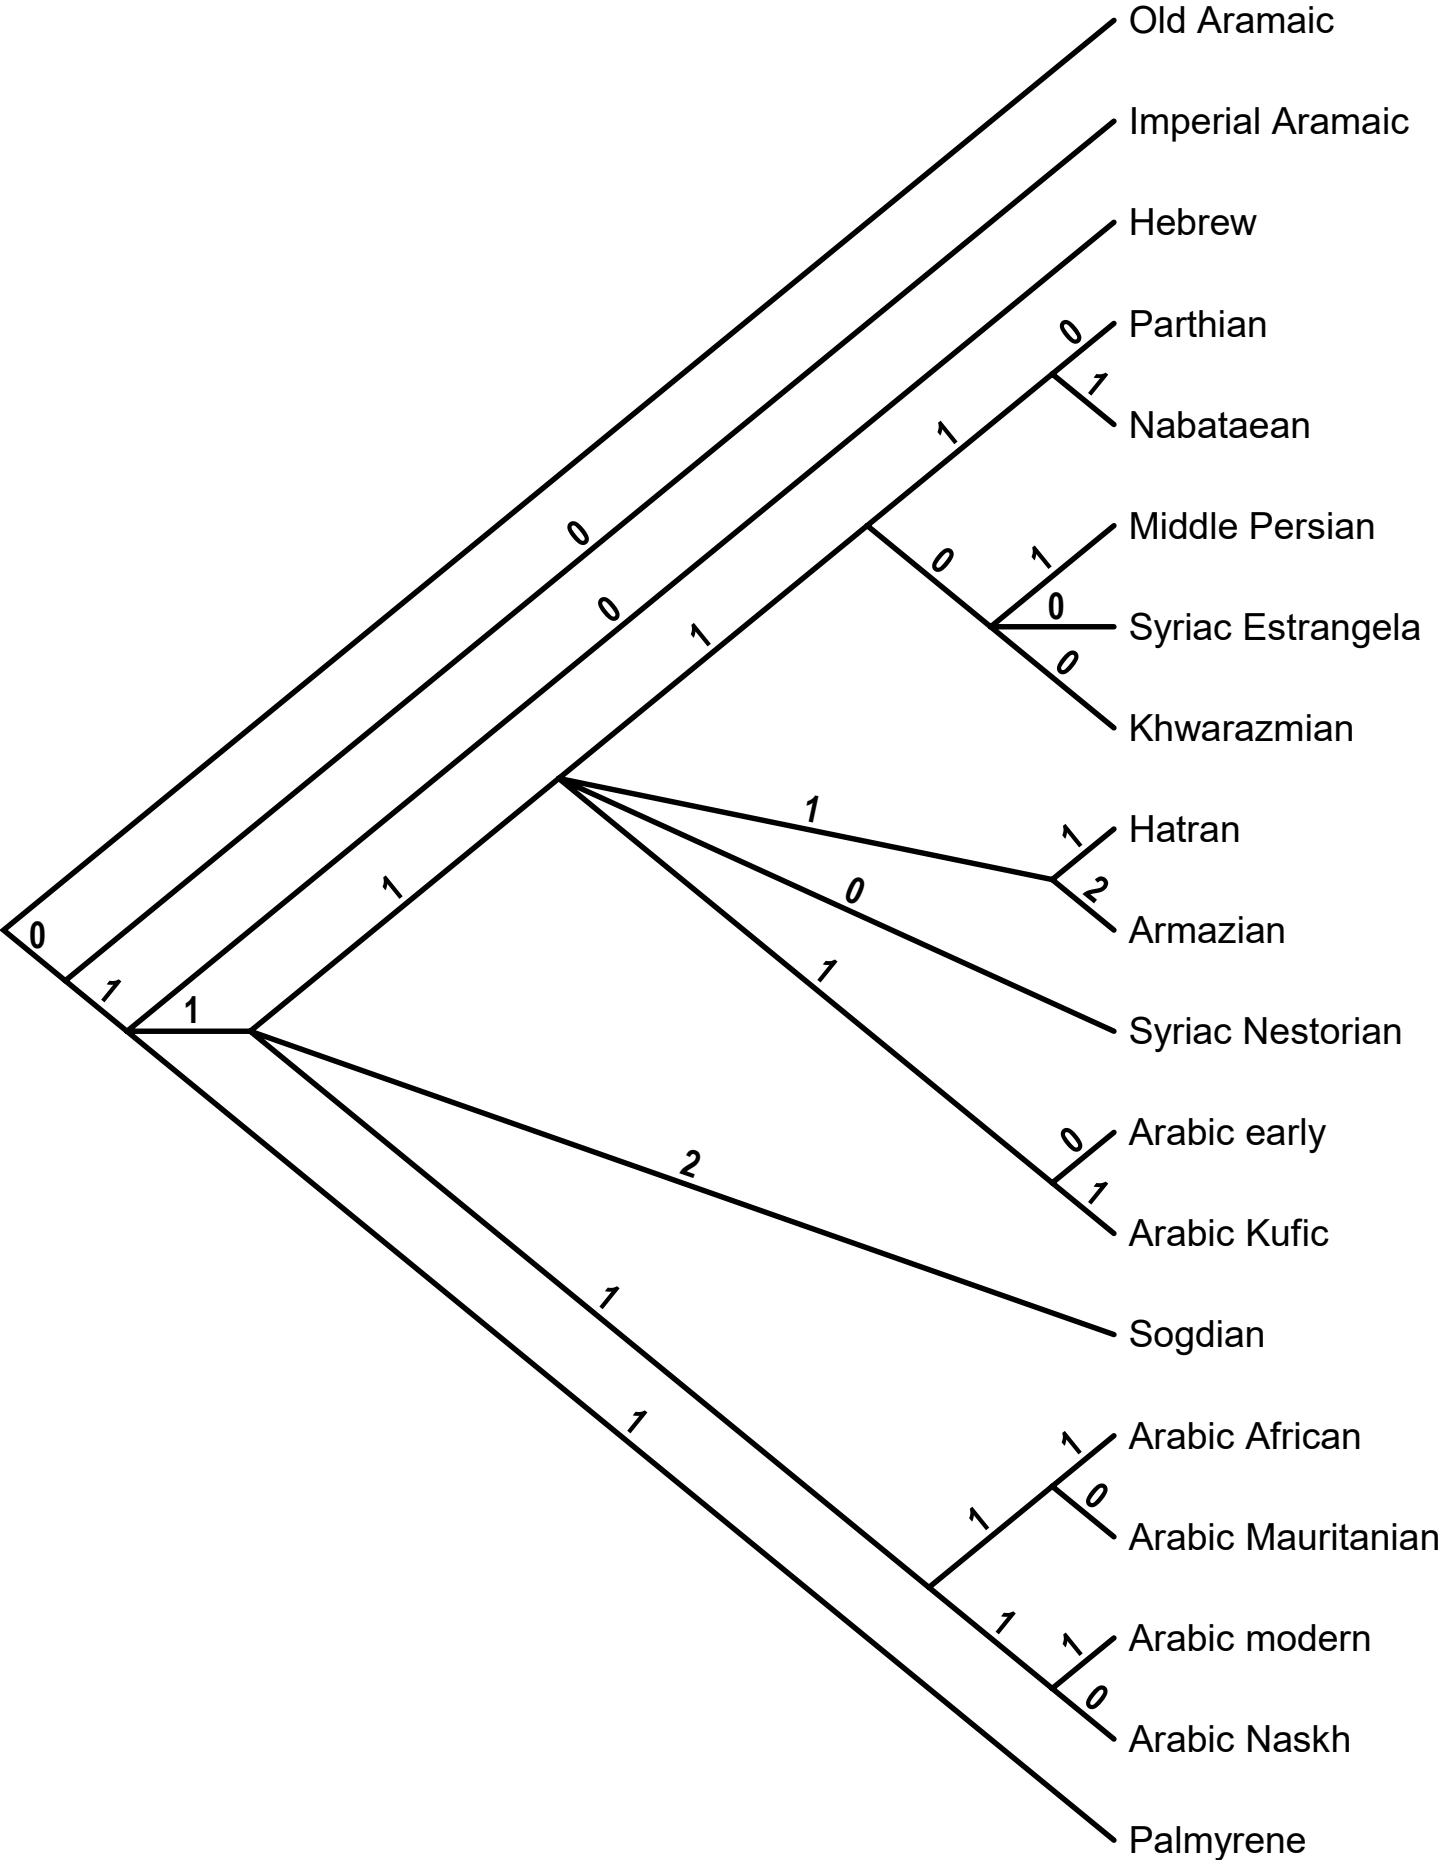 Old Aramaic
Imperial Aramaic
Hebrew
0
Parthian
1
Nabataean
1
0
Middle Persian
0
1
0
Syriac Estrangela
0
1
0
Khwarazmian
1
1
Hatran
1
0
2
Armazian
0
1
1
1
Syriac Nestorian
0
Arabic early
2
1
Arabic Kufic
1
Sogdian
1
1
Arabic African
0
1
Arabic Mauritanian
1
1
Arabic modern
0
Arabic Naskh
Palmyrene